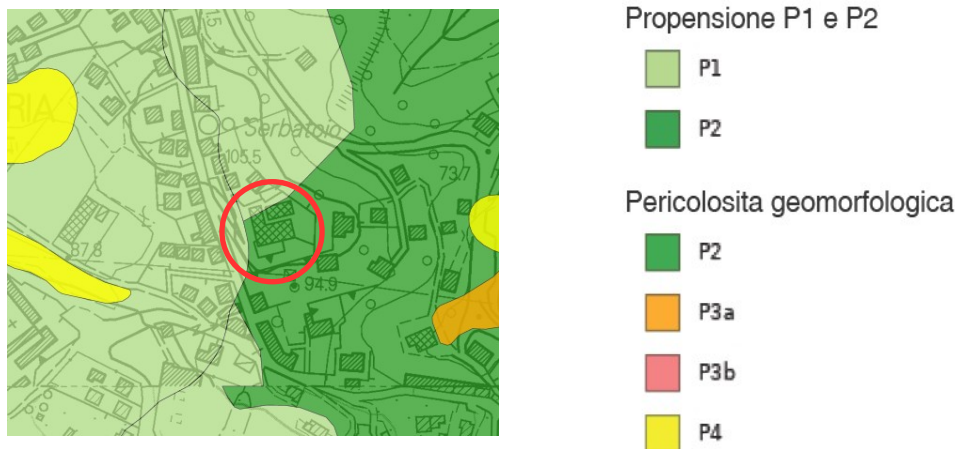 RIA
Serbatoio
105.5
73.7
87.8
94.9
Propensione P1 e P2
P1
P2
Pericolosita geomorfologica
P2
P3a
P3b
P4